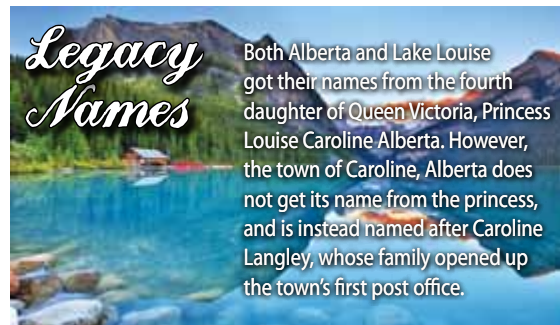 Legacy
Names
Both Alberta and Lake Louise
got their names from the fourth
daughter of Queen Victoria, Princess
Louise Caroline Alberta. However,
the town of Caroline, Alberta does
not get its name from the princess,
and is instead named after Caroline
Langley, whose family opened up
the town's first post office.